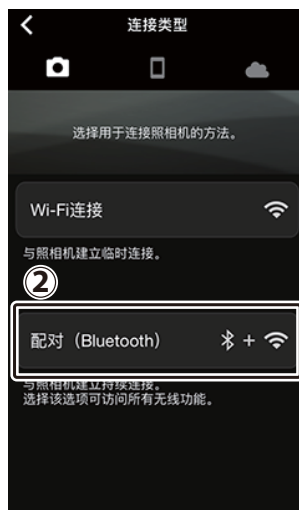 连接类型
选择用于连接照相机的方法。
Wi-Fi连接
与照相机建立临时连接。
②
配对（Bluetooth） +
与照相机建立持续连接。
选择该选项可访问所有无线功能。